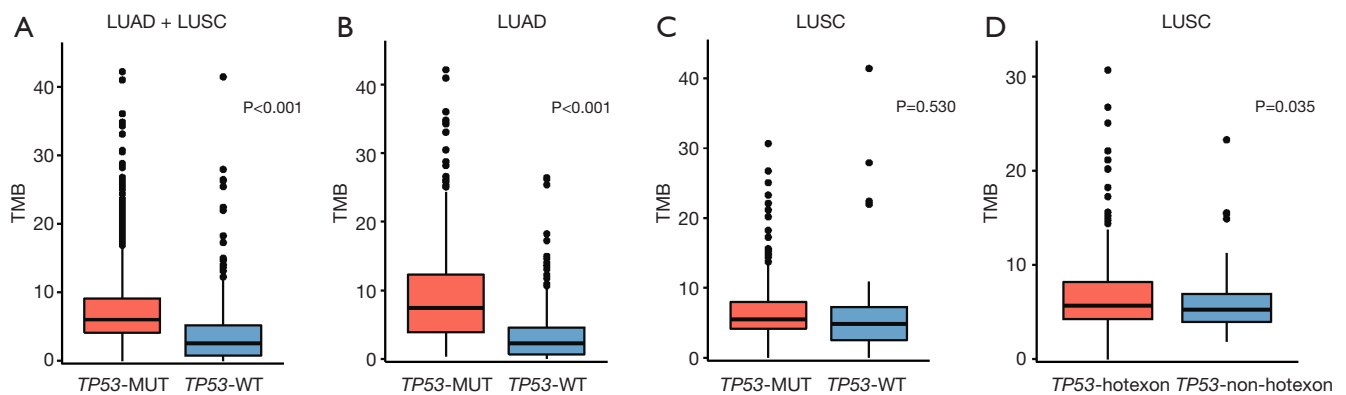 A
LUAD + LUSC
TMB
40
30
20
10
0
P<0.001
TP53-MUT TP53-WT
B
LUAD
TMB
40
30
20
10
0
P<0.001
TP53-MUT TP53-WT
C
LUSC
TMB
40
30
20
10
0
P=0.530
TP53-MUT TP53-WT
D
LUSC
TMB
30
20
10
0
P=0.035
TP53-hotexon TP53-non-hotexon